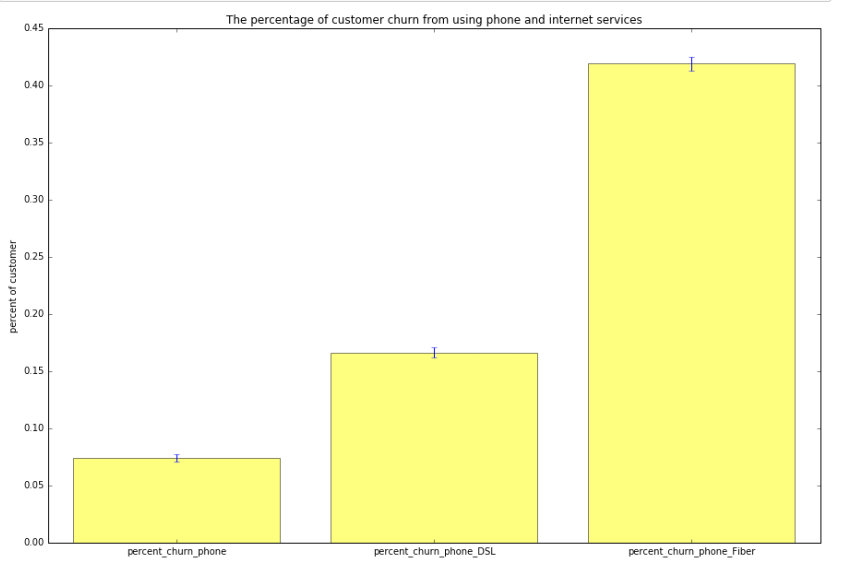 The percentage of customer churn from using phone and internet services
0.45
0.40
0.35
0.30
0.25
0.20
0.15
0.10
0.05
0.00
percent of customer
percent_churn_phone
percent_churn_phone_DSL
percent_churn_phone_Fiber